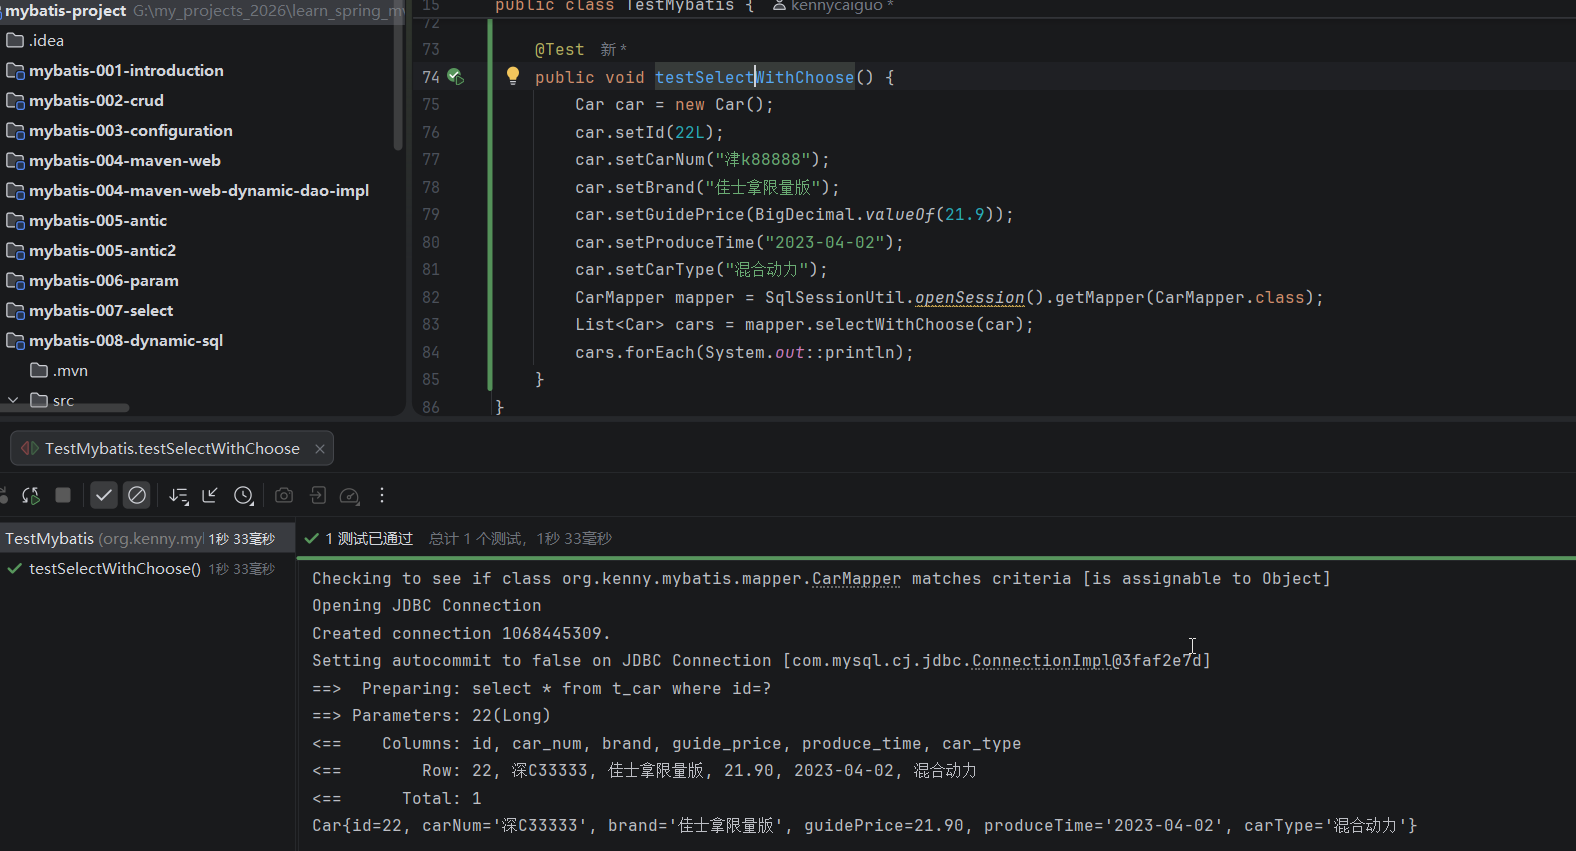 mybatis-project G:\my_projects_2026\learn_spring_m
.idea
mybatis-001-introduction
mybatis-002-crud
mybatis-003-configuration
mybatis-004-maven-web
mybatis-004-maven-web-dynamic-dao-impl
mybatis-005-antic
mybatis-005-antic2
mybatis-006-param
mybatis-007-select
mybatis-008-dynamic-sql
.mvn
src
15 public class TestMybatis { kennycaiguo *
72
73 @Test 新 *
74 public void testSelectWithChoose() {
75 Car car = new Car();
76 car.setId(22L);
77 car.setCarNum("津k88888");
78 car.setBrand("佳士拿限量版");
79 car.setGuidePrice(BigDecimal.valueOf(21.9));
80 car.setProduceTime("2023-04-02");
81 car.setCarType("混合动力");
82 CarMapper mapper = SqlSessionUtil.openSession().getMapper(CarMapper.class);
83 List<Car> cars = mapper.selectWithChoose(car);
84 cars.forEach(System.out::println);
85 }
86 }
TestMybatis.testSelectWithChoose
TestMybatis (org.kenny.my 1秒 33毫秒
testSelectWithChoose() 1秒 33毫秒
1 测试已通过 总计 1 个测试, 1秒 33毫秒
Checking to see if class org.kenny.mybatis.mapper.CarMapper matches criteria [is assignable to Object]
Opening JDBC Connection
Created connection 1068445309.
Setting autocommit to false on JDBC Connection [com.mysql.cj.jdbc.ConnectionImpl@3faf2e7d]
==> Preparing: select * from t_car where id=?
==> Parameters: 22(Long)
<== Columns: id, car_num, brand, guide_price, produce_time, car_type
<== Row: 22, 深C33333, 佳士拿限量版, 21.90, 2023-04-02, 混合动力
<== Total: 1
Car{id=22, carNum='深C33333', brand='佳士拿限量版', guidePrice=21.90, produceTime='2023-04-02', carType='混合动力'}